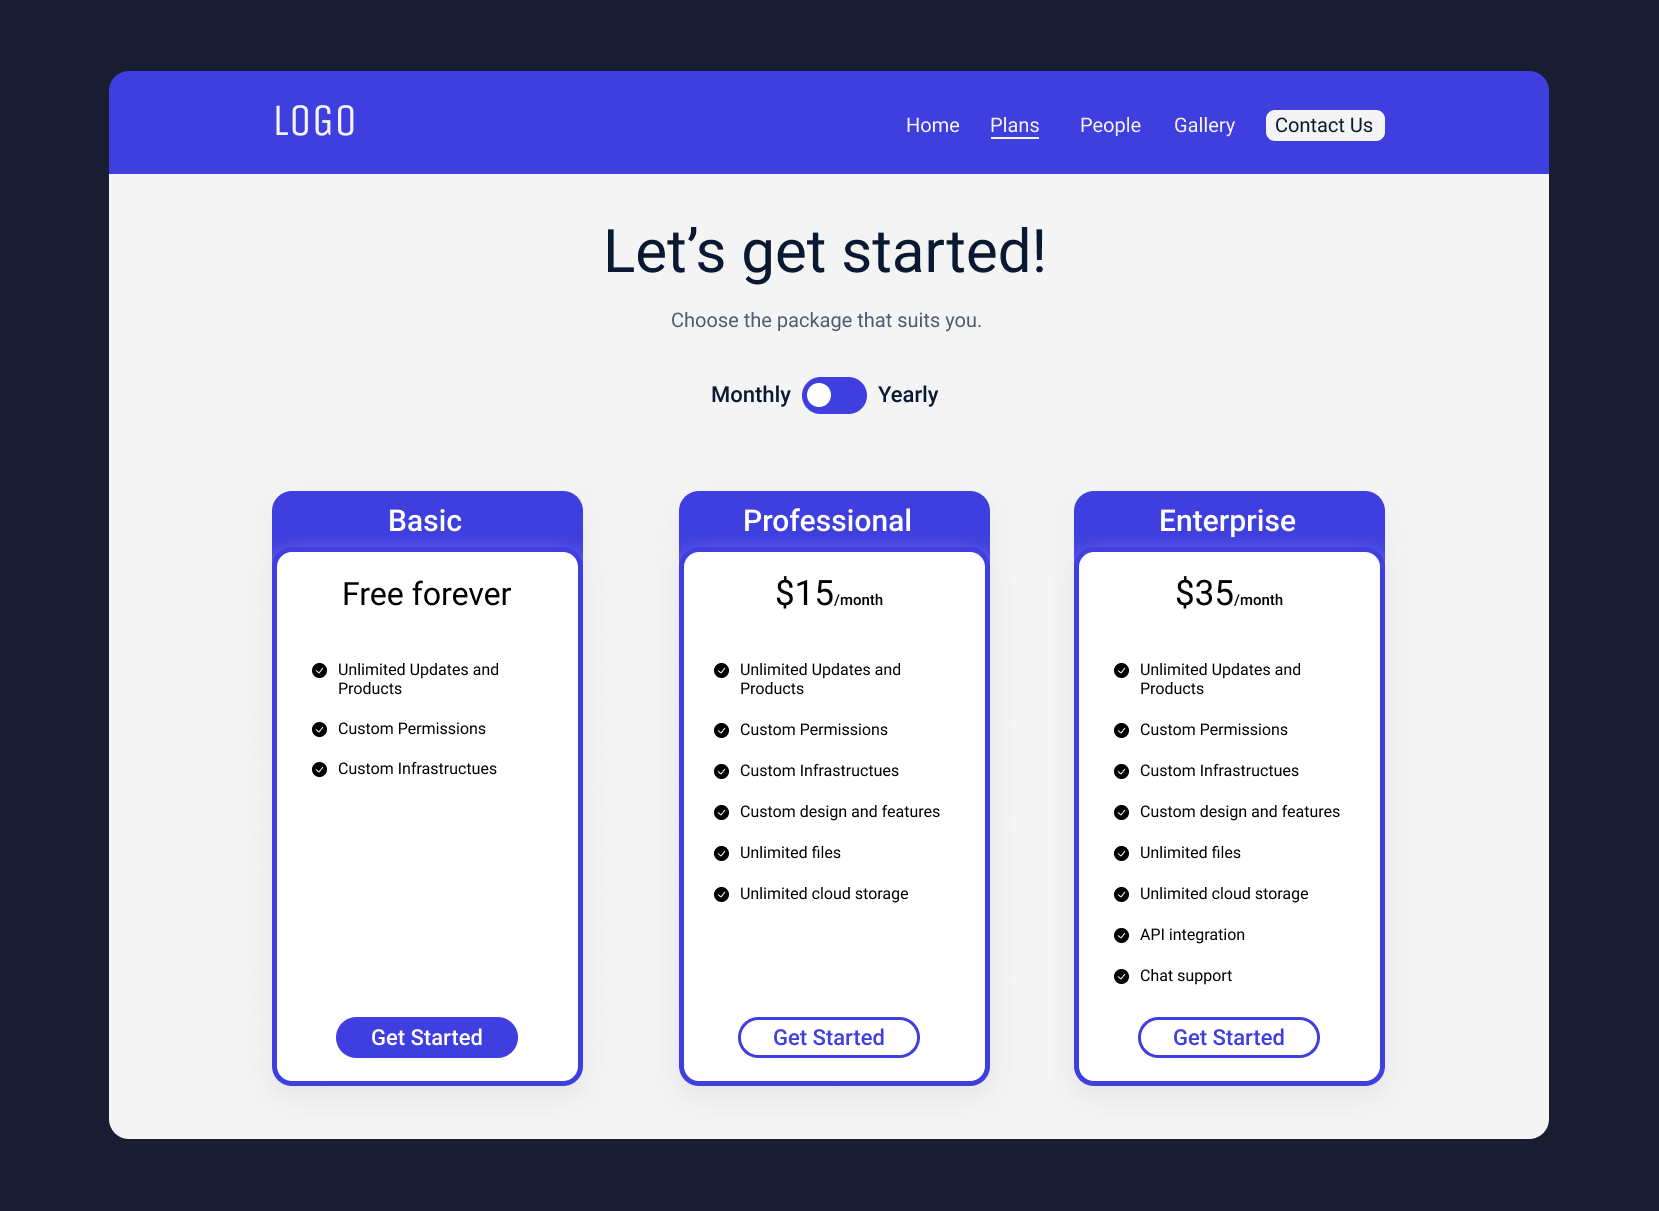 LOGO
Home Plans People Gallery Contact Us
Let’s get started!
Choose the package that suits you.
Monthly Yearly
Basic
Free forever
Unlimited Updates and
Products
Custom Permissions
Custom Infrastructues
Get Started
Professional
$15/month
Unlimited Updates and
Products
Custom Permissions
Custom Infrastructues
Custom design and features
Unlimited files
Unlimited cloud storage
Get Started
Enterprise
$35/month
Unlimited Updates and
Products
Custom Permissions
Custom Infrastructues
Custom design and features
Unlimited files
Unlimited cloud storage
API integration
Chat support
Get Started